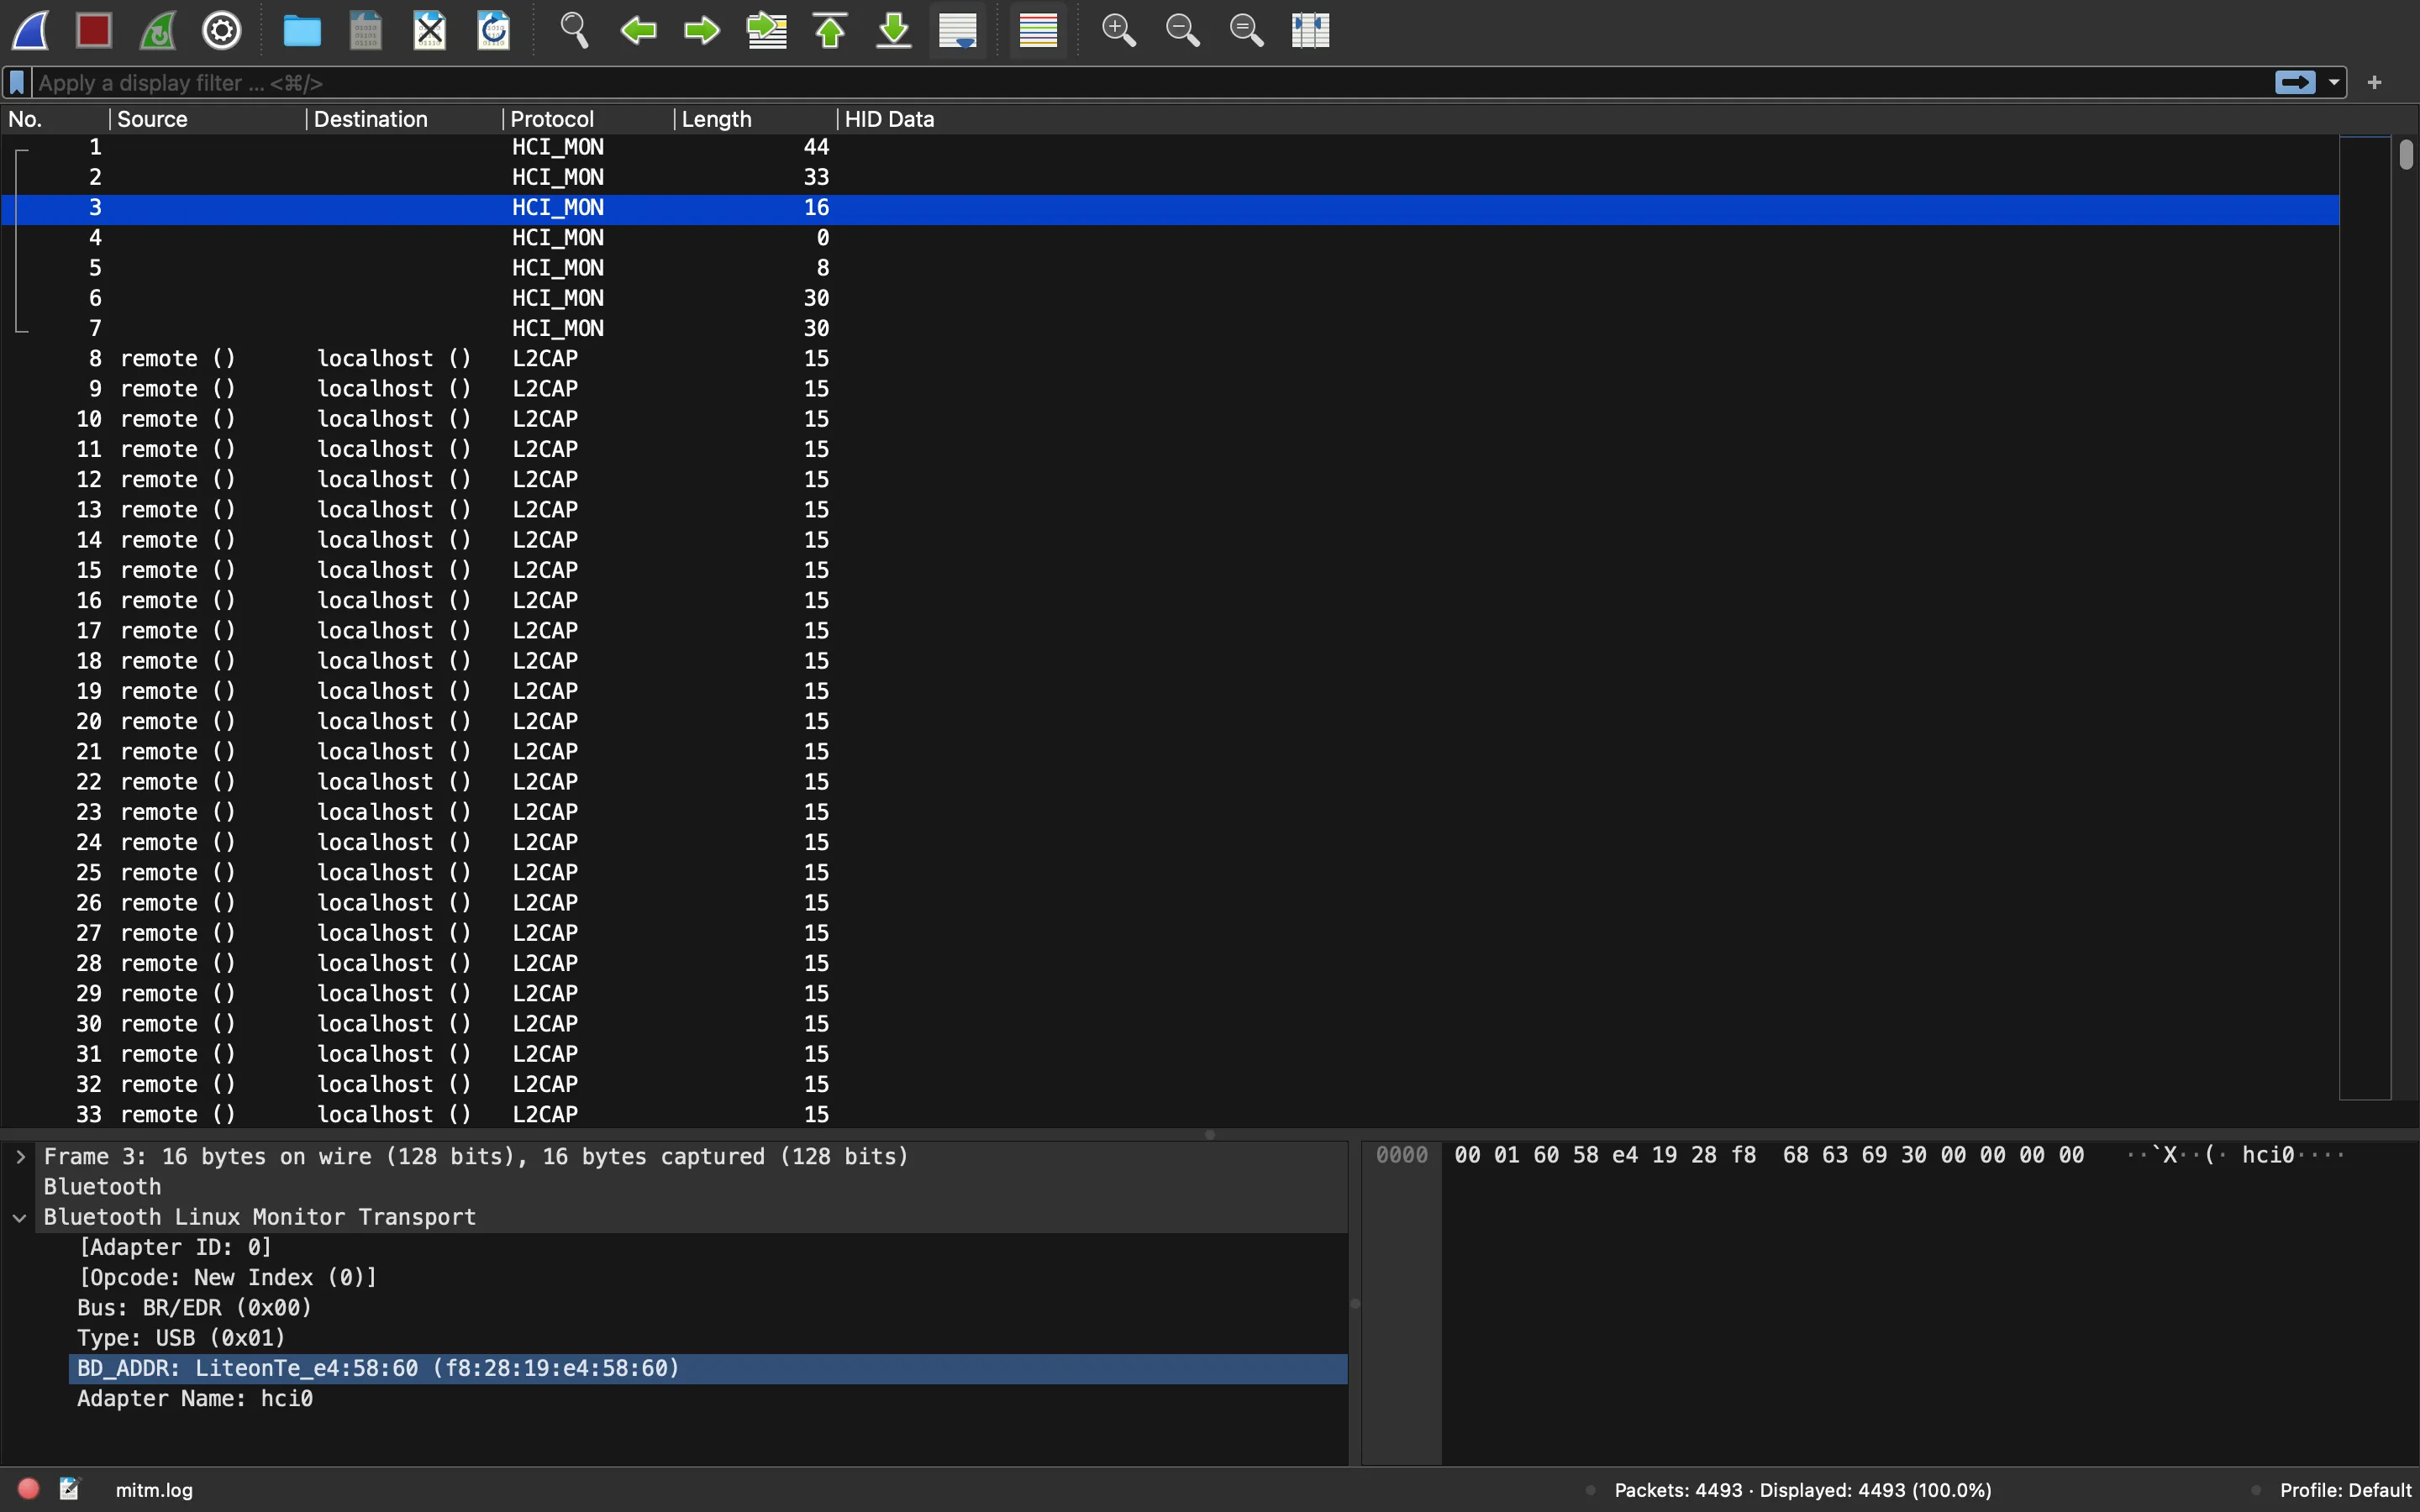 Apply a display filter ... <⌘/>
+
No. Source Destination Protocol Length HID Data
1 HCI_MON 44
2 HCI_MON 33
3 HCI_MON 16
4 HCI_MON 0
5 HCI_MON 8
6 HCI_MON 30
7 HCI_MON 30
8 remote () localhost () L2CAP 15
9 remote () localhost () L2CAP 15
10 remote () localhost () L2CAP 15
11 remote () localhost () L2CAP 15
12 remote () localhost () L2CAP 15
13 remote () localhost () L2CAP 15
14 remote () localhost () L2CAP 15
15 remote () localhost () L2CAP 15
16 remote () localhost () L2CAP 15
17 remote () localhost () L2CAP 15
18 remote () localhost () L2CAP 15
19 remote () localhost () L2CAP 15
20 remote () localhost () L2CAP 15
21 remote () localhost () L2CAP 15
22 remote () localhost () L2CAP 15
23 remote () localhost () L2CAP 15
24 remote () localhost () L2CAP 15
25 remote () localhost () L2CAP 15
26 remote () localhost () L2CAP 15
27 remote () localhost () L2CAP 15
28 remote () localhost () L2CAP 15
29 remote () localhost () L2CAP 15
30 remote () localhost () L2CAP 15
31 remote () localhost () L2CAP 15
32 remote () localhost () L2CAP 15
33 remote () localhost () L2CAP 15
Frame 3: 16 bytes on wire (128 bits), 16 bytes captured (128 bits)
Bluetooth
Bluetooth Linux Monitor Transport
[Adapter ID: 0]
[Opcode: New Index (0)]
Bus: BR/EDR (0x00)
Type: USB (0x01)
BD_ADDR: LiteonTe_e4:58:60 (f8:28:19:e4:58:60)
Adapter Name: hci0
0000 00 01 60 58 e4 19 28 f8 68 63 69 30 00 00 00 00 ··`X··(· hci0····
mitm.log
Packets: 4493 · Displayed: 4493 (100.0%)
Profile: Default